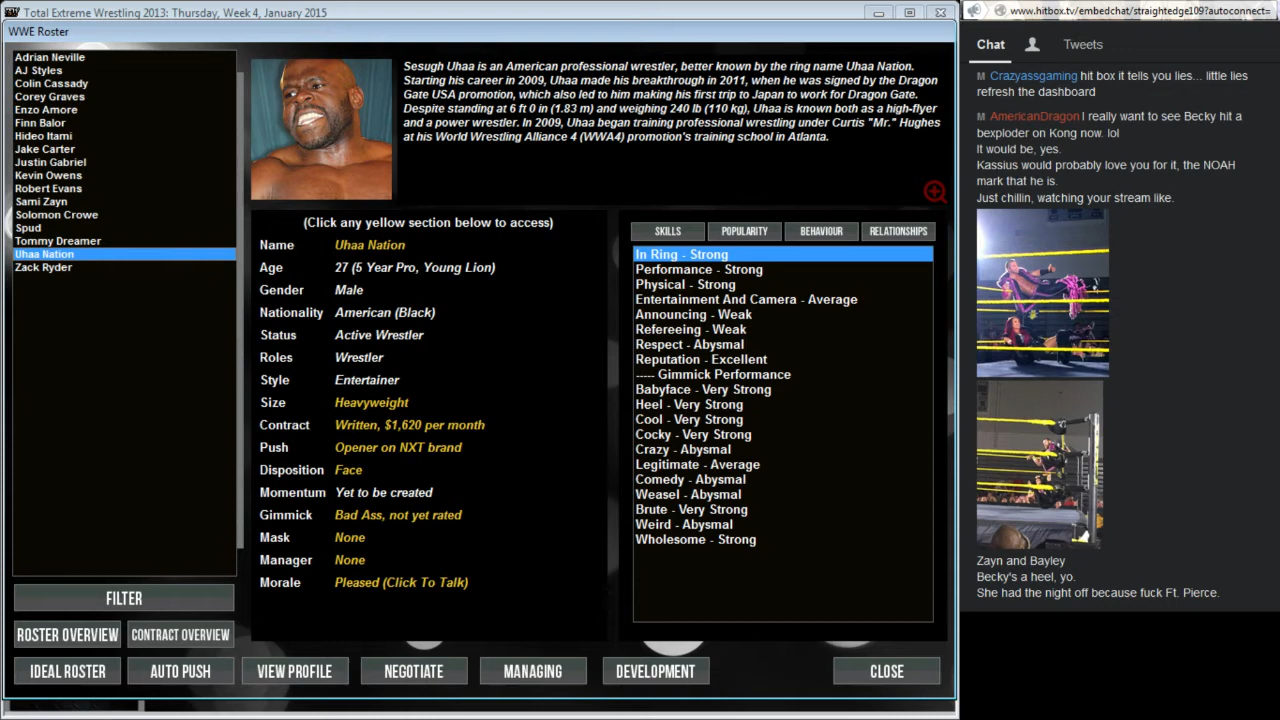 Total Extreme Wrestling 2013: Thursday, Week 4, January 2015
www.hitbox.tv/embedchat/straightedge109?autoconnect=
WWE Roster
Adrian Neville
AJ Styles
Colin Cassady
Corey Graves
Enzo Amore
Finn Balor
Hideo Itami
Jake Carter
Justin Gabriel
Kevin Owens
Robert Evans
Sami Zayn
Solomon Crowe
Spud
Tommy Dreamer
Uhaa Nation
Zack Ryder
FILTER
ROSTER OVERVIEW
CONTRACT OVERVIEW
Sesugh Uhaa is an American professional wrestler, better known by the ring name Uhaa Nation.
Starting his career in 2009, Uhaa made his breakthrough in 2011, when he was signed by the Dragon
Gate USA promotion, which also led to him making his first trip to Japan to work for Dragon Gate.
Despite standing at 6 ft 0 in (1.83 m) and weighing 240 lb (110 kg), Uhaa is known both as a high-flyer
and a power wrestler. In 2009, Uhaa began training professional wrestling under Curtis "Mr." Hughes
at his World Wrestling Alliance 4 (WWA4) promotion's training school in Atlanta.
(Click any yellow section below to access)
Name Uhaa Nation
Age 27 (5 Year Pro, Young Lion)
Gender Male
Nationality American (Black)
Status Active Wrestler
Roles Wrestler
Style Entertainer
Size Heavyweight
Contract Written, $1,620 per month
Push Opener on NXT brand
Disposition Face
Momentum Yet to be created
Gimmick Bad Ass, not yet rated
Mask None
Manager None
Morale Pleased (Click To Talk)
SKILLS POPULARITY BEHAVIOUR RELATIONSHIPS
In Ring - Strong
Performance - Strong
Physical - Strong
Entertainment And Camera - Average
Announcing - Weak
Refereeing - Weak
Respect - Abysmal
Reputation - Excellent
----- Gimmick Performance
Babyface - Very Strong
Heel - Very Strong
Cool - Very Strong
Cocky - Very Strong
Crazy - Abysmal
Legitimate - Average
Comedy - Abysmal
Weasel - Abysmal
Brute - Very Strong
Weird - Abysmal
Wholesome - Strong
IDEAL ROSTER AUTO PUSH VIEW PROFILE NEGOTIATE MANAGING DEVELOPMENT CLOSE
Chat Tweets
M Crazyassgaming hit box it tells you lies... little lies
refresh the dashboard
M AmericanDragon I really want to see Becky hit a
bexploder on Kong now. lol
It would be, yes.
Kassius would probably love you for it, the NOAH
mark that he is.
Just chillin, watching your stream like.
Zayn and Bayley
Becky's a heel, yo.
She had the night off because fuck Ft. Pierce.